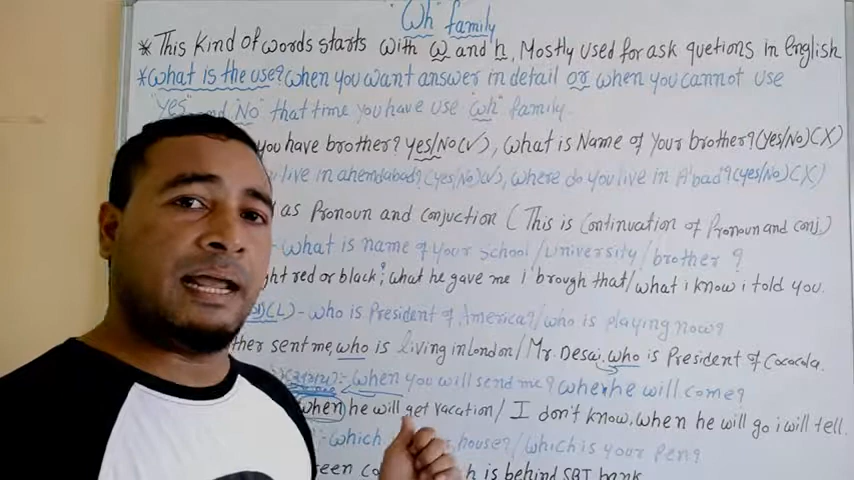 "Wh" family
* This Kind of words starts with w and h, Mostly used for ask quetions in English
* what is the use? when you want answer in detail or when you cannot use
"yes" and "No" that time you have use "wh" family.
you have brother? yes/No(✓), what is Name of your brother? (yes/No)(X)
live in ahemdabad? (yes/No)(✓), where do you live in A'bad? (yes/No)(X)
as Pronoun and conjuction (This is continuation of Pronoun and conj.)
- what is name of your school/university/brother?
ght red or black?, what he gave me i brough that/what i know i told you.
(L) - who is President of America?/who is playing now?
ther sent me, who is living in london/Mr. Desai, who is President of Cococola.
:- when you will send me? when he will come?
when he will get vacation/ I don't know, when he will go i will tell.
:- which house?/which is your pen?
een is behind SBI bank